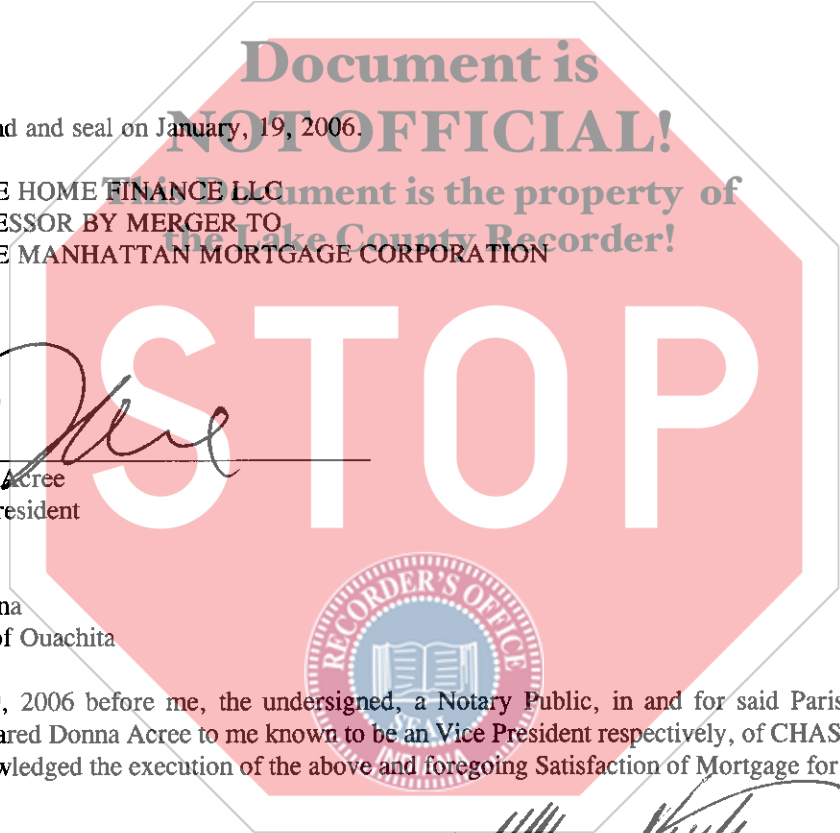 Document is
NOT OFFICIAL!
This Document is the property of
the Lake County Recorder!
nd and seal on January, 19, 2006.
E HOME FINANCE LLC
ESSOR BY MERGER TO
E MANHATTAN MORTGAGE CORPORATION
STOP
Acree
resident
na
of Ouachita
RECORDER'S OFFICE
SEAL
INDIANA
, 2006 before me, the undersigned, a Notary Public, in and for said Paris
ared Donna Acree to me known to be an Vice President respectively, of CHAS
wledged the execution of the above and foregoing Satisfaction of Mortgage for